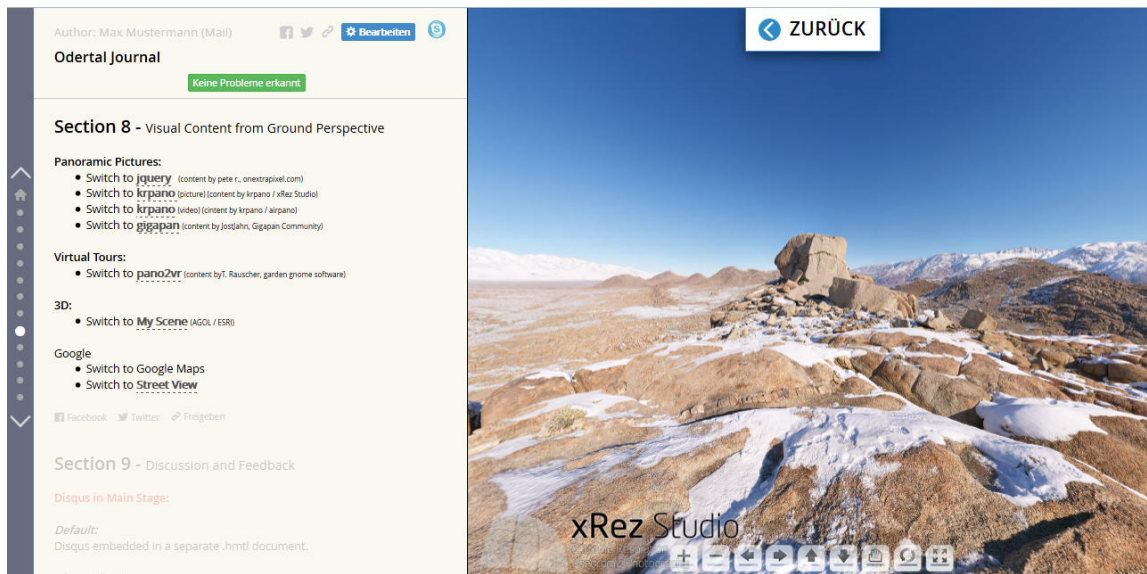 Author: Max Mustermann (Mail)
Bearbeiten
Odertal Journal
Keine Probleme erkannt
Section 8 - Visual Content from Ground Perspective
Panoramic Pictures:
Switch to jquery (content by pete r., onextrapixel.com)
Switch to krpano (picture) (content by krpano / xRez Studio)
Switch to krpano (video) (cintent by krpano / airpano)
Switch to gigapan (content by JostJahn, Gigapan Community)
Virtual Tours:
Switch to pano2vr (content byT. Rauscher, garden gnome software)
3D:
Switch to My Scene (AGOL / ESRI)
Google
Switch to Google Maps
Switch to Street View
Facebook Twitter Freigeben
Section 9 - Discussion and Feedback
Disqus in Main Stage:
Default:
Disqus embedded in a separate .hmtl document.
ZURÜCK
xRez Studio